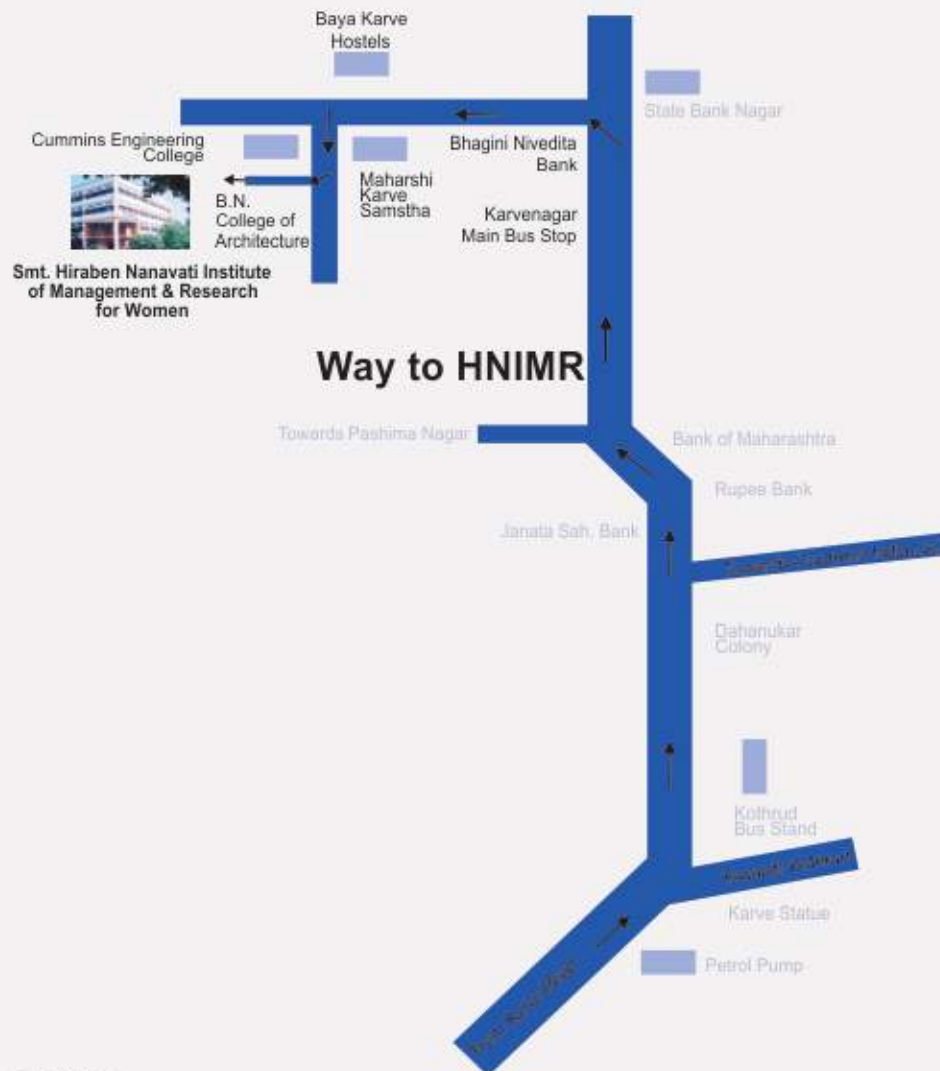 Baya Karve
Hostels
State Bank Nagar
Cummins Engineering
College
Bhagini Nivedita
Bank
Maharshi
Karve
Samstha
B.N.
College of
Architecture
Karvenagar
Main Bus Stop
Smt. Hiraben Nanavati Institute
of Management & Research
for Women
Way to HNIMR
Towards Pashima Nagar
Bank of Maharashtra
Rupee Bank
Janata Sah. Bank
Dahanukar
Colony
Kothrud
Bus Stand
Karve Statue
Petrol Pump